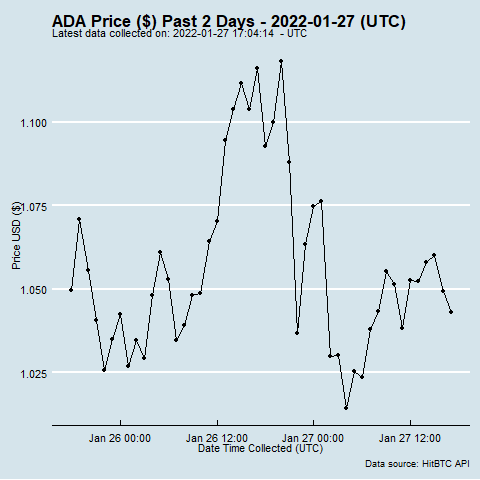 ADA Price ($) Past 2 Days - 2022-01-27 (UTC)
Latest data collected on: 2022-01-27 17:04:14 - UTC
Price USD ($)
1.100
1.075
1.050
1.025
Jan 26 00:00 Jan 26 12:00 Jan 27 00:00 Jan 27 12:00
Date Time Collected (UTC)
Data source: HitBTC API